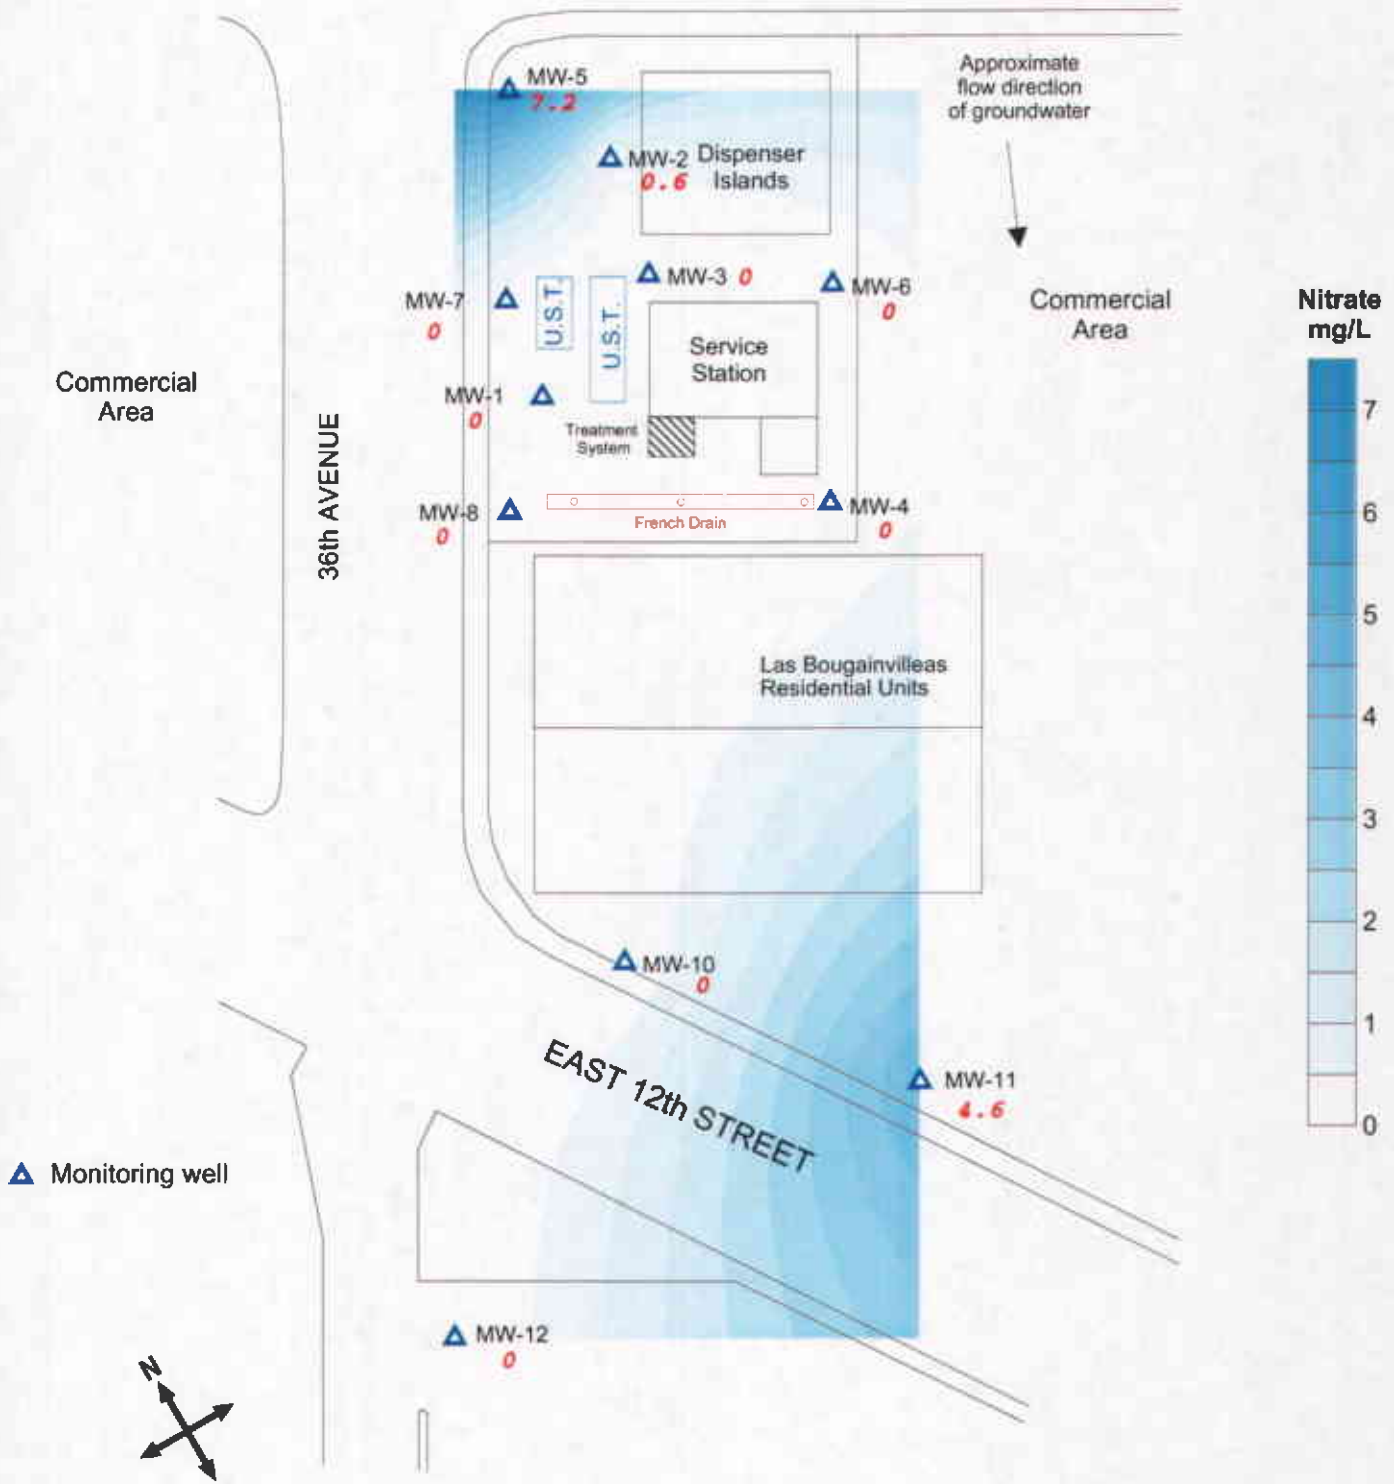 MW-5
7.2
Approximate
flow direction
of groundwater
MW-2
0.6
Dispenser
Islands
MW-3 0
MW-6
0
MW-7
0
U.S.T.
U.S.T.
Commercial
Area
Nitrate
mg/L
Service
Station
Commercial
Area
MW-1
0
Treatment
System
36th AVENUE
MW-8
0
French Drain
MW-4
0
Las Bougainvilleas
Residential Units
7
6
5
4
3
2
1
0
MW-10
0
EAST 12th STREET
MW-11
4.6
Monitoring well
MW-12
0
N